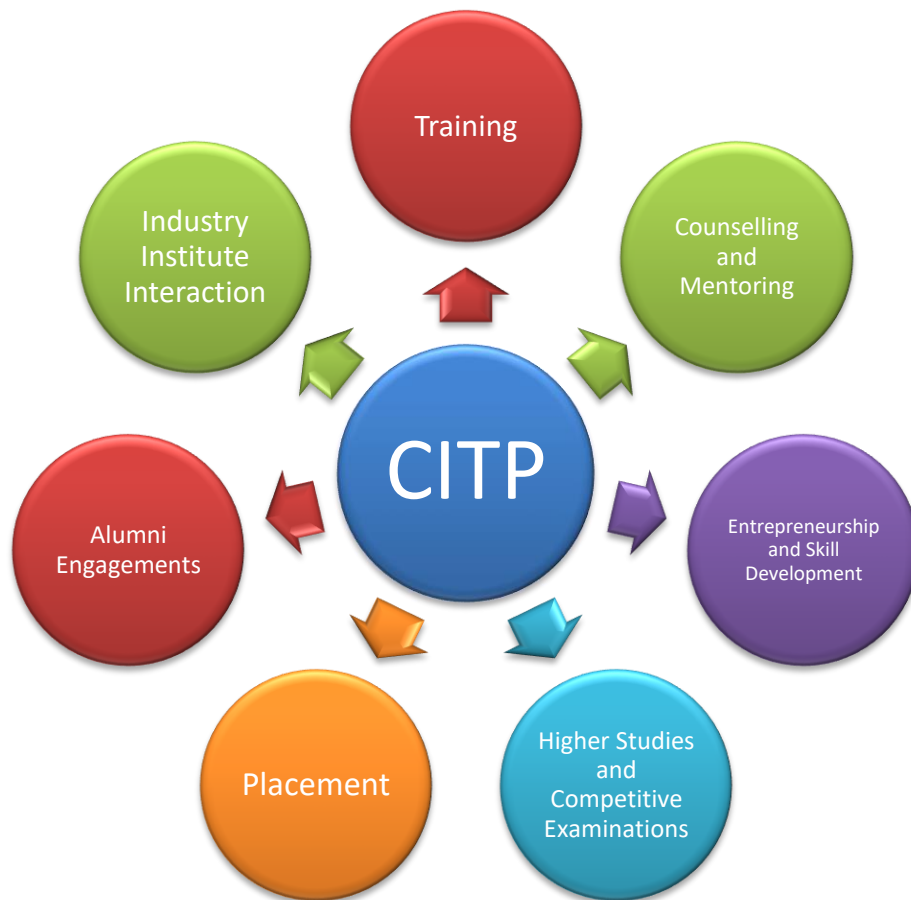 Training
Counselling
and
Mentoring
Entrepreneurship
and Skill
Development
Higher Studies
and
Competitive
Examinations
Placement
Alumni
Engagements
Industry
Institute
Interaction
CITP